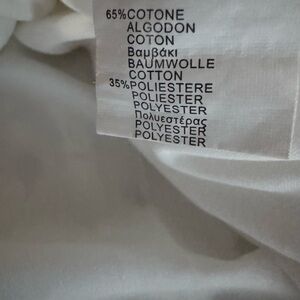 65% COTONE
ALGODON
COTON
Βαμβάκι
BAUMWOLLE
COTTON
35% POLIESTERE
POLIESTER
POLYESTER
Πολυεστέρας
POLYESTER
POLYESTER